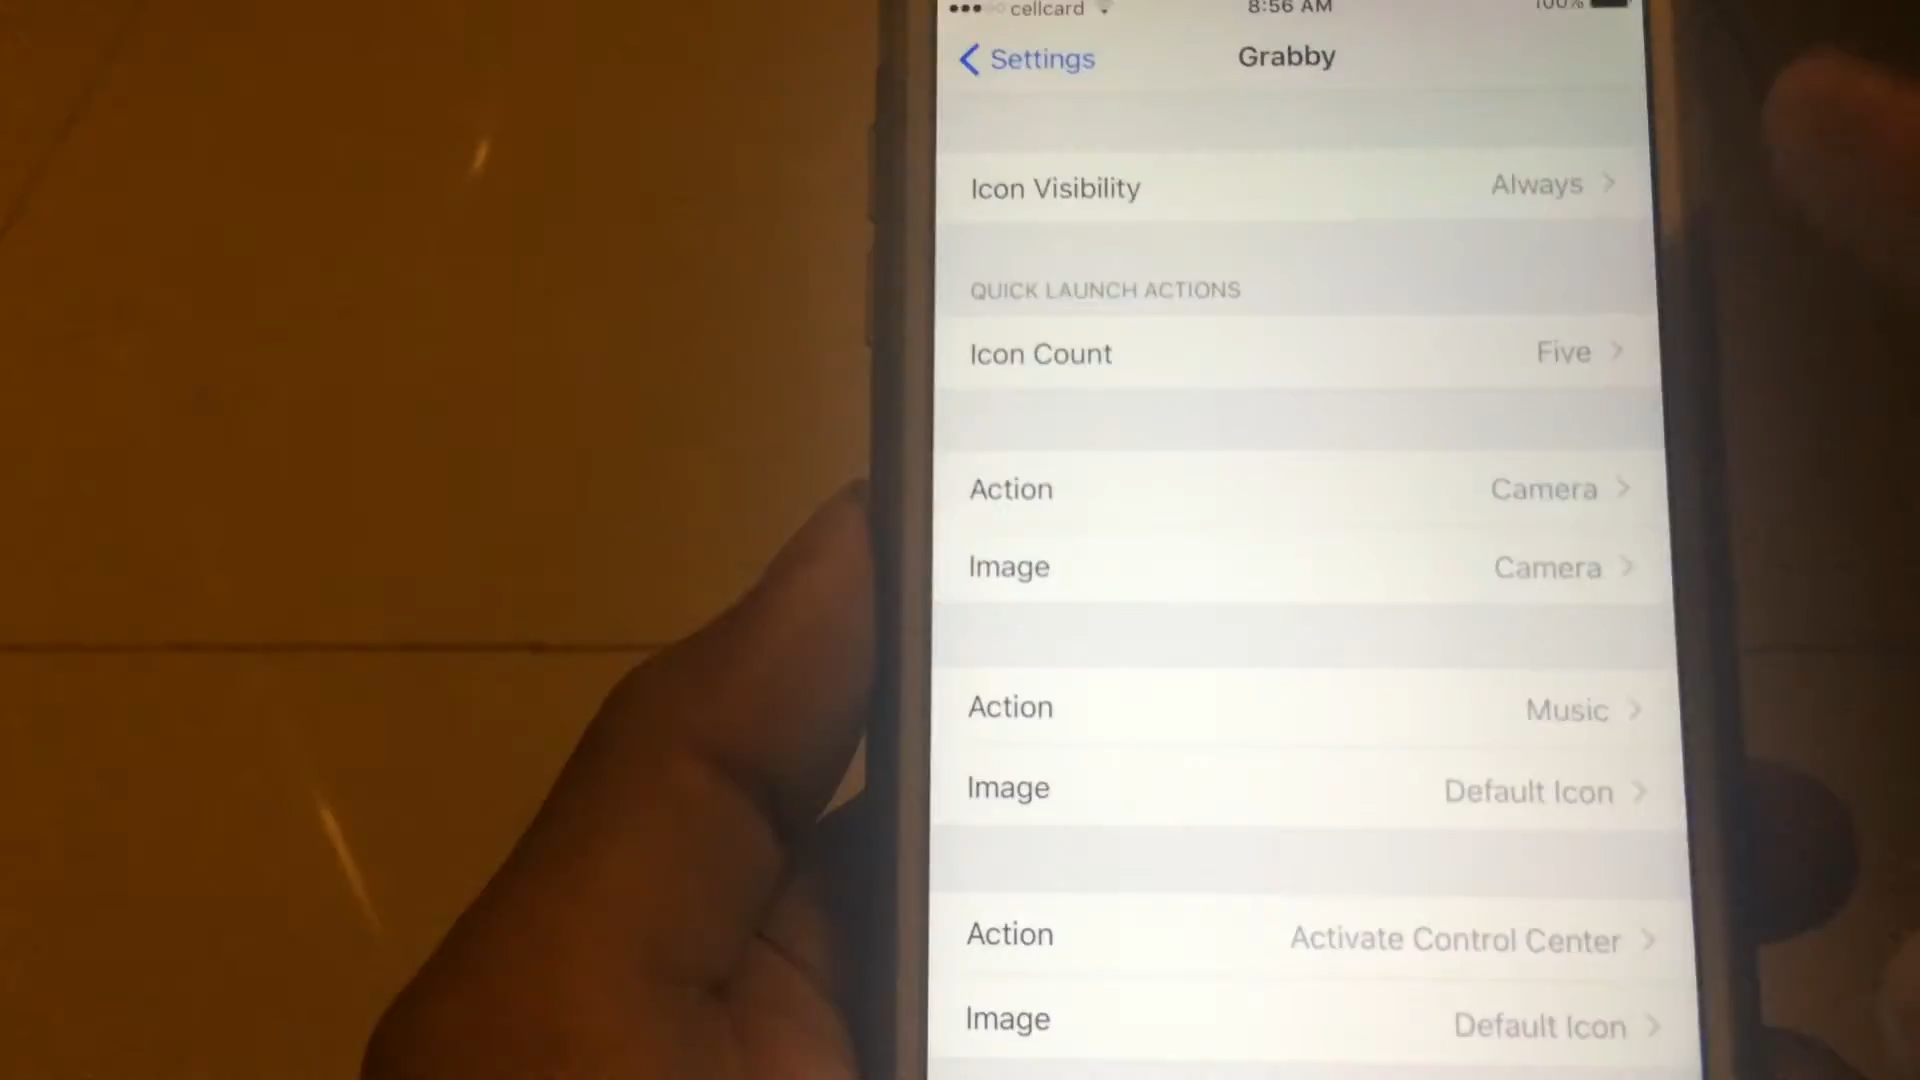 cellcard 8:56 AM 100%
Settings Grabby
Icon Visibility Always
QUICK LAUNCH ACTIONS
Icon Count Five
Action Camera
Image Camera
Action Music
Image Default Icon
Action Activate Control Center
Image Default Icon